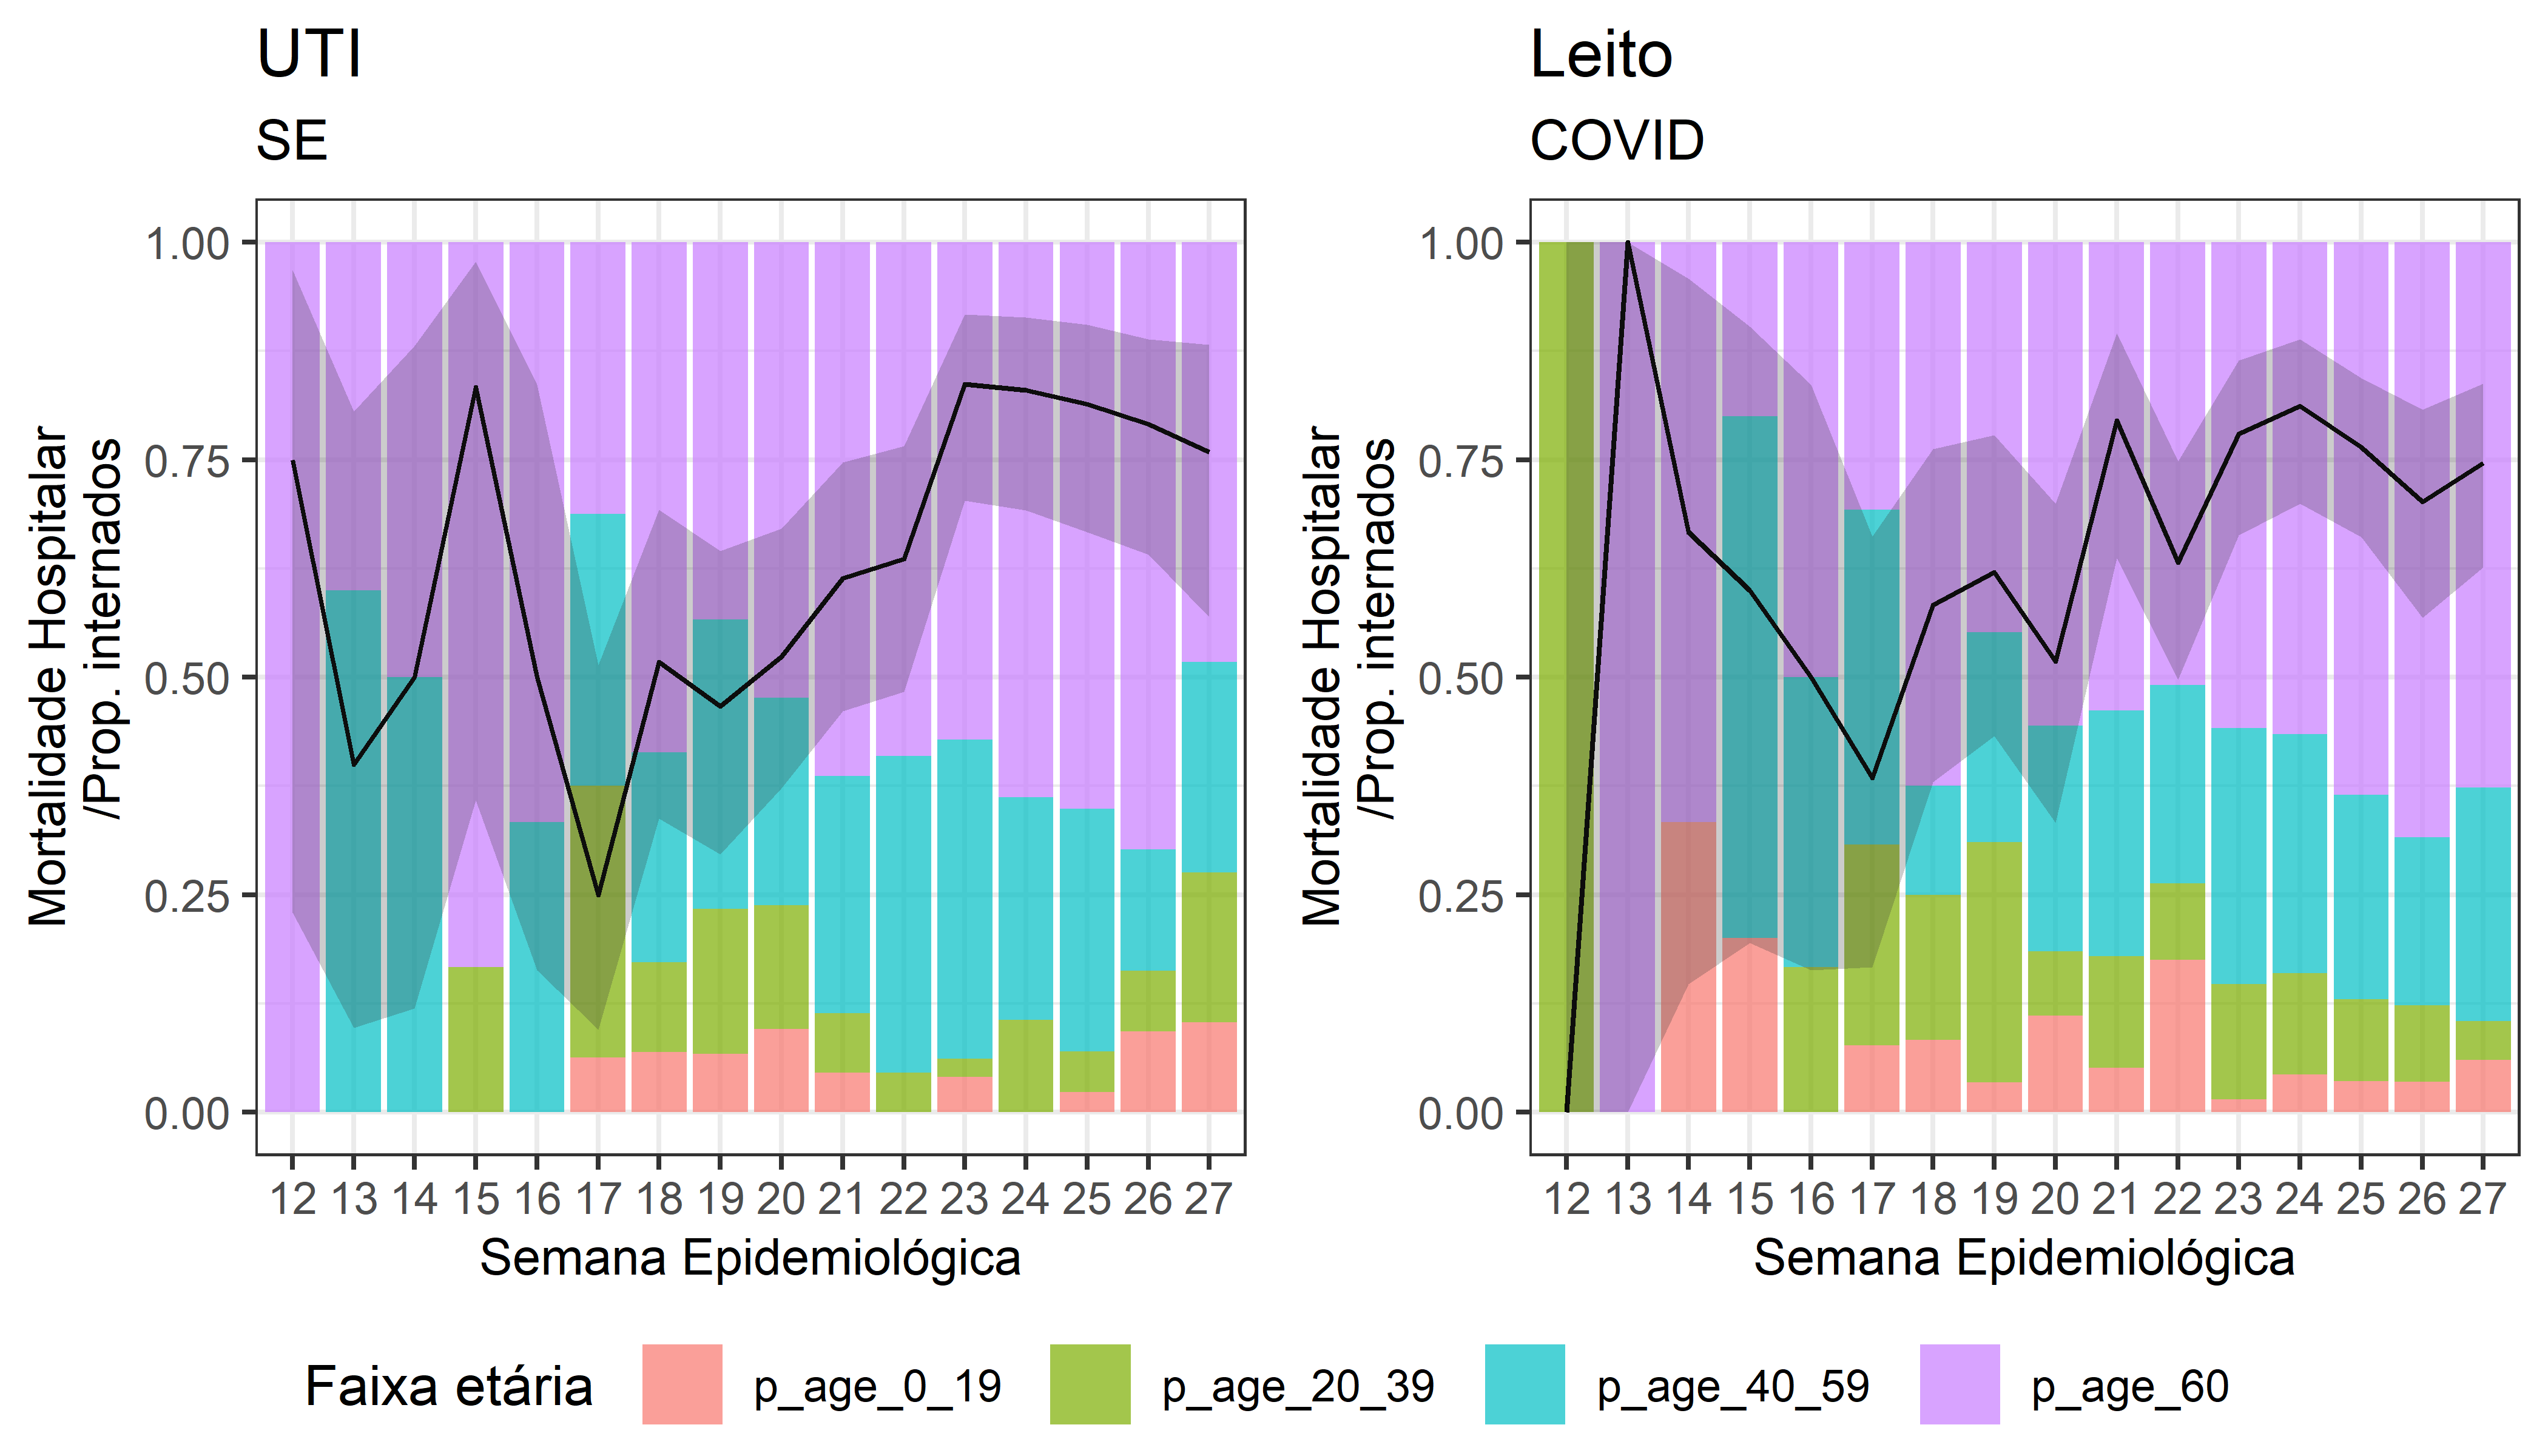 UTI
SE
Mortalidade Hospitalar
/Prop. internados
1.00
0.75
0.50
0.25
0.00
12 13 14 15 16 17 18 19 20 21 22 23 24 25 26 27
Semana Epidemiológica
Leito
COVID
Mortalidade Hospitalar
/Prop. internados
1.00
0.75
0.50
0.25
0.00
12 13 14 15 16 17 18 19 20 21 22 23 24 25 26 27
Semana Epidemiológica
Faixa etária p_age_0_19 p_age_20_39 p_age_40_59 p_age_60